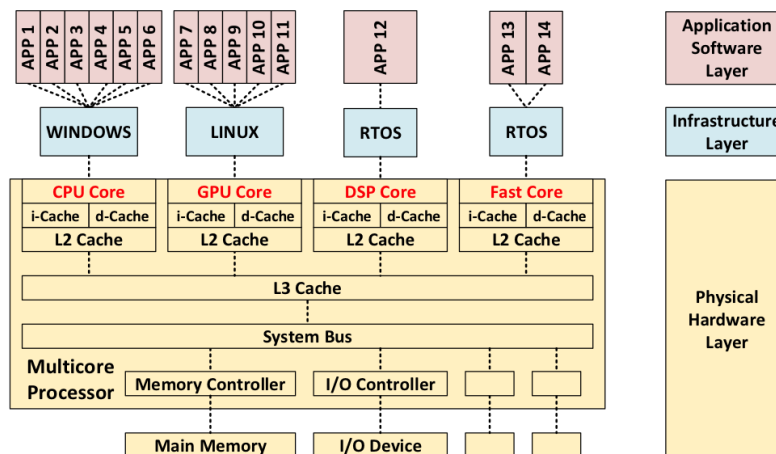 APP 1
APP 2
APP 3
APP 4
APP 5
APP 6
APP 7
APP 8
APP 9
APP 10
APP 11
APP 12
APP 13
APP 14
Application
Software
Layer
WINDOWS
LINUX
RTOS
RTOS
Infrastructure
Layer
CPU Core
GPU Core
DSP Core
Fast Core
i-Cache
d-Cache
i-Cache
d-Cache
i-Cache
d-Cache
i-Cache
d-Cache
L2 Cache
L2 Cache
L2 Cache
L2 Cache
L3 Cache
System Bus
Multicore
Processor
Memory Controller
I/O Controller
Main Memory
I/O Device
Physical
Hardware
Layer